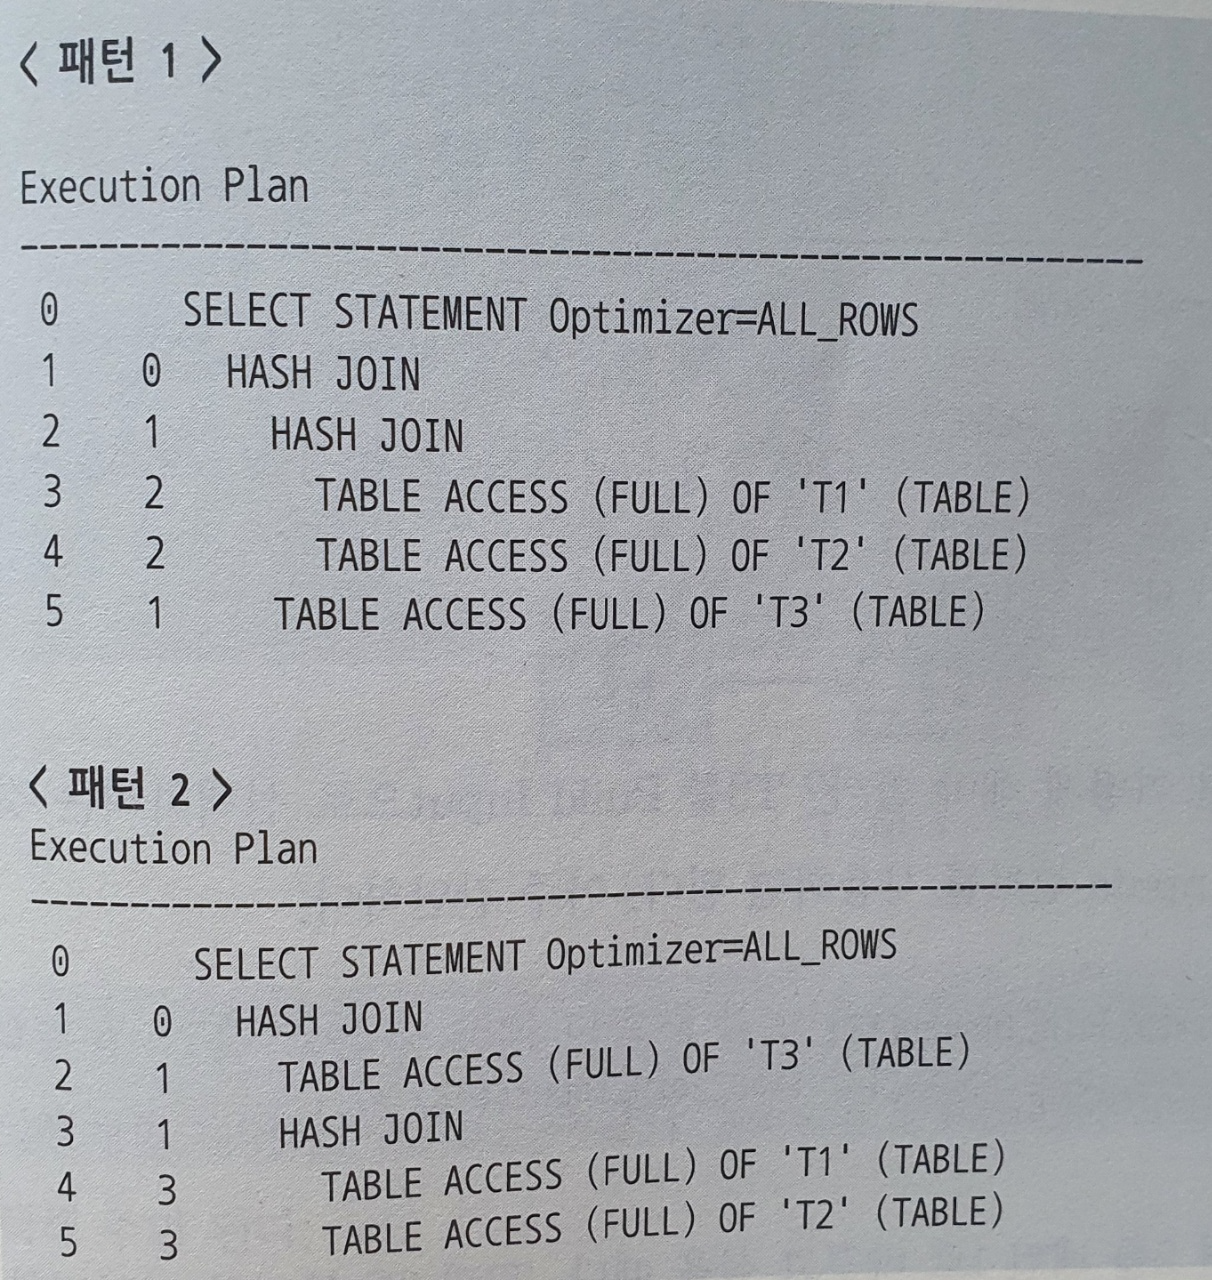 < 패턴 1 >
Execution Plan
---------------------------------------------------------
0 SELECT STATEMENT Optimizer=ALL_ROWS
1 0 HASH JOIN
2 1 HASH JOIN
3 2 TABLE ACCESS (FULL) OF 'T1' (TABLE)
4 2 TABLE ACCESS (FULL) OF 'T2' (TABLE)
5 1 TABLE ACCESS (FULL) OF 'T3' (TABLE)
< 패턴 2 >
Execution Plan
---------------------------------------------------------
0 SELECT STATEMENT Optimizer=ALL_ROWS
1 0 HASH JOIN
2 1 TABLE ACCESS (FULL) OF 'T3' (TABLE)
3 1 HASH JOIN
4 3 TABLE ACCESS (FULL) OF 'T1' (TABLE)
5 3 TABLE ACCESS (FULL) OF 'T2' (TABLE)